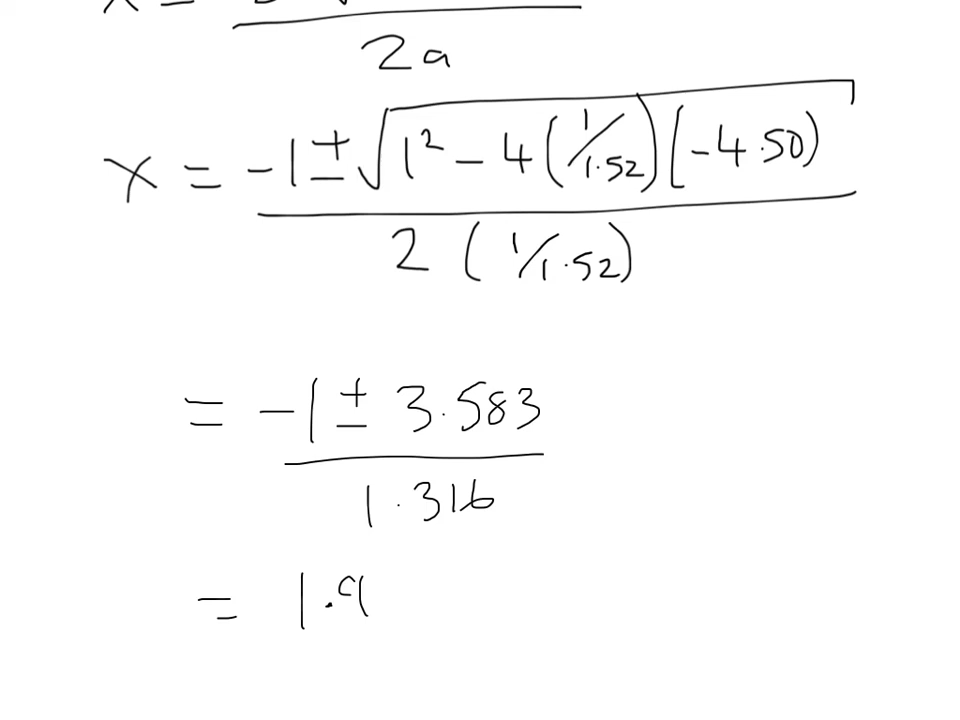 x =
2a
x = -1 ± √(1² - 4(1/1.52)(-4.50)
2 (1/1.52)
= -1 ± 3.583
1.316
= 1.9